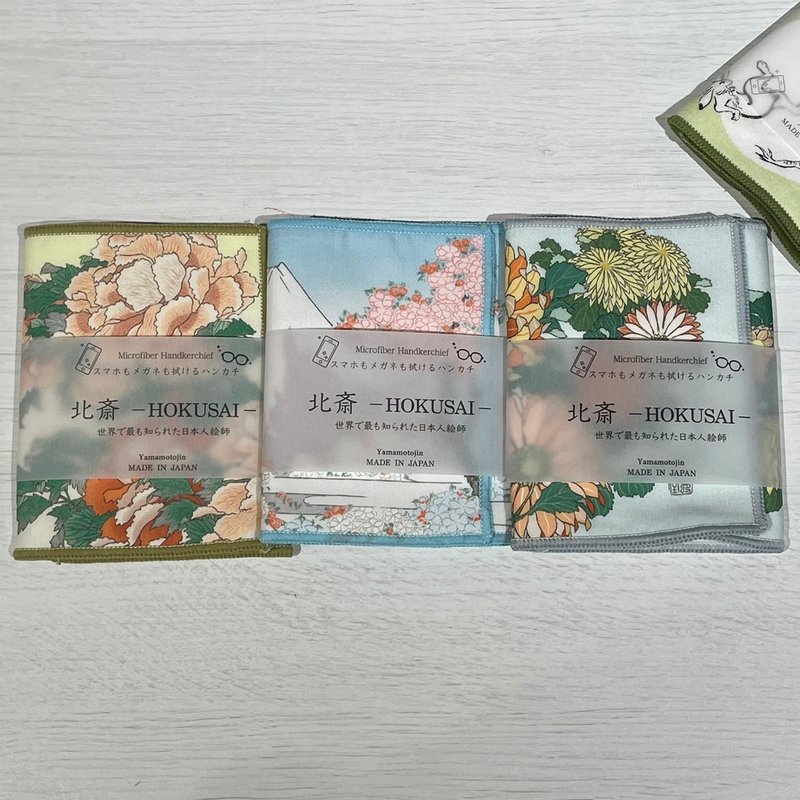 Microfiber Handkerchief
スマホもメガネも拭けるハンカチ
北斎 －HOKUSAI－
世界で最も知られた日本人絵師
Yamamotojin
MADE IN JAPAN
Microfiber Handkerchief
スマホもメガネも拭けるハンカチ
北斎 －HOKUSAI－
世界で最も知られた日本人絵師
Yamamotojin
MADE IN JAPAN
Microfiber Handkerchief
スマホもメガネも拭けるハンカチ
北斎 －HOKUSAI－
世界で最も知られた日本人絵師
Yamamotojin
MADE IN JAPAN
MADE